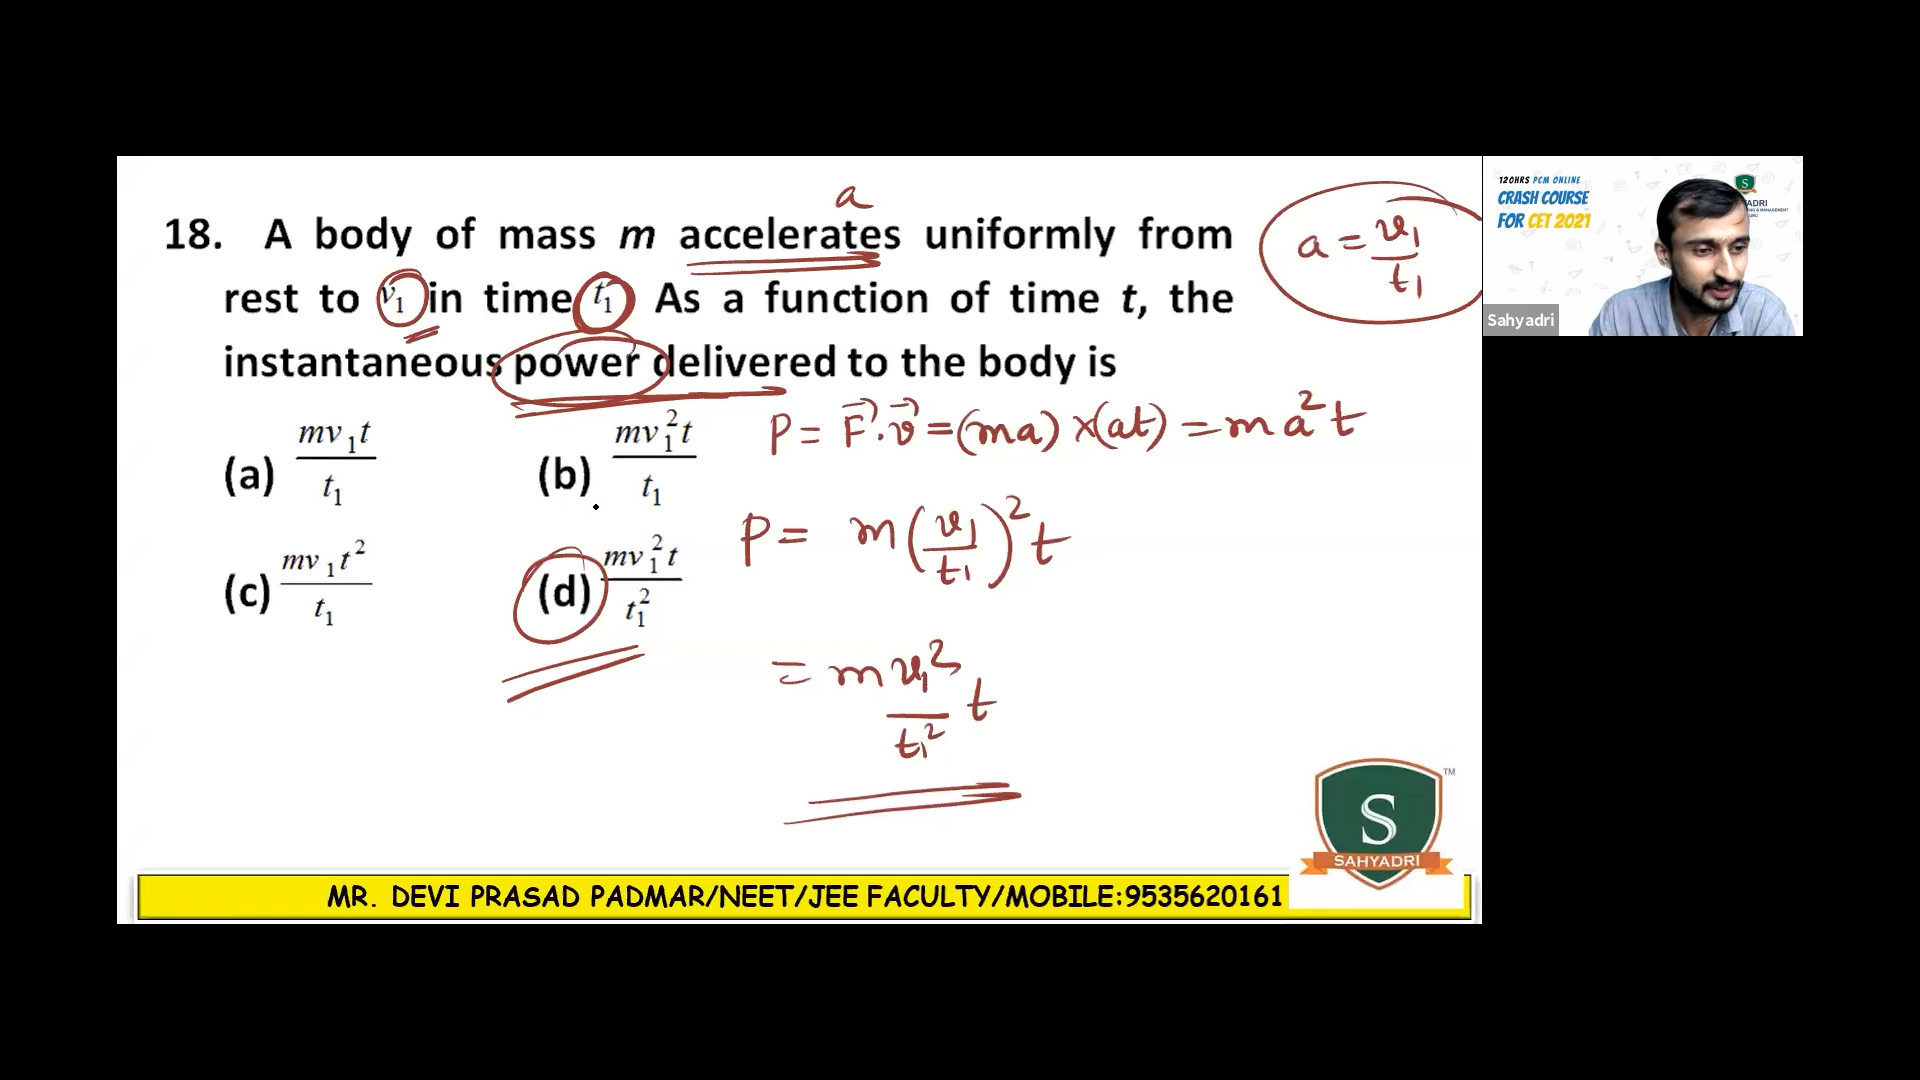 a
18. A body of mass m accelerates uniformly from
rest to v₁ in time t₁ As a function of time t, the
instantaneous power delivered to the body is
a = v₁/t₁
(a) mv₁t/t₁
(b) mv₁²t/t₁
(c) mv₁t²/t₁
(d) mv₁²t/t₁²
P = F⃗.v⃗ = (ma) x(at) = ma²t
P = m(v₁/t₁)²t
= mv₁²/t₁² t
120HRS PCM ONLINE
CRASH COURSE
FOR CET 2021
S
Sahyadri
S
TM
SAHYADRI
MR. DEVI PRASAD PADMAR/NEET/JEE FACULTY/MOBILE:9535620161